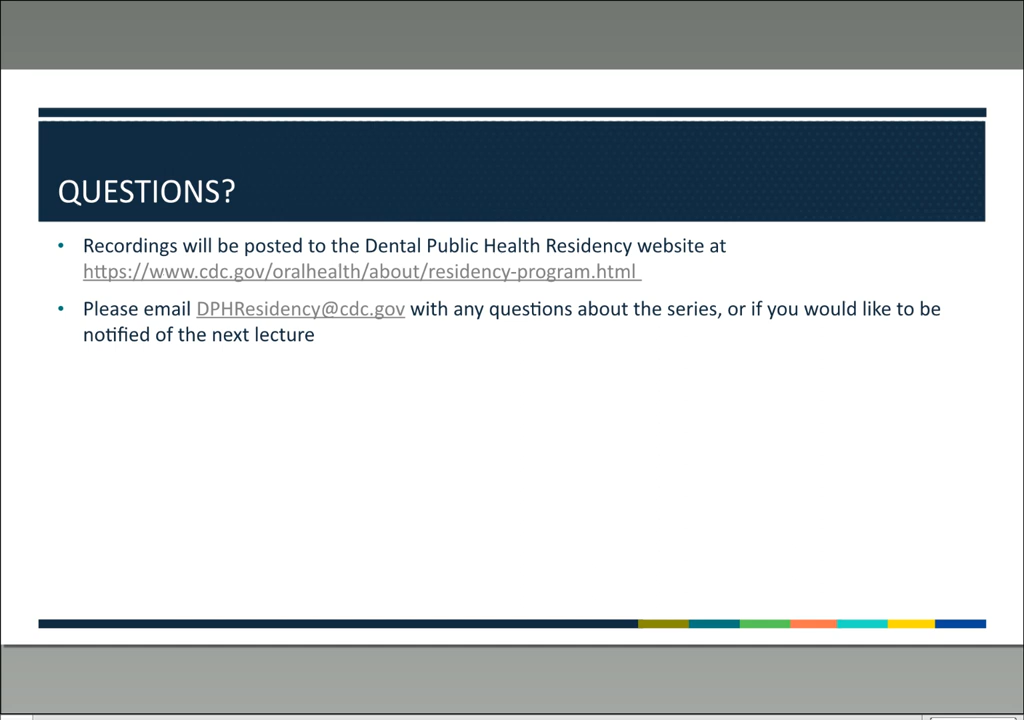 QUESTIONS?
• Recordings will be posted to the Dental Public Health Residency website at
https://www.cdc.gov/oralhealth/about/residency-program.html
• Please email DPHResidency@cdc.gov with any questions about the series, or if you would like to be
notified of the next lecture